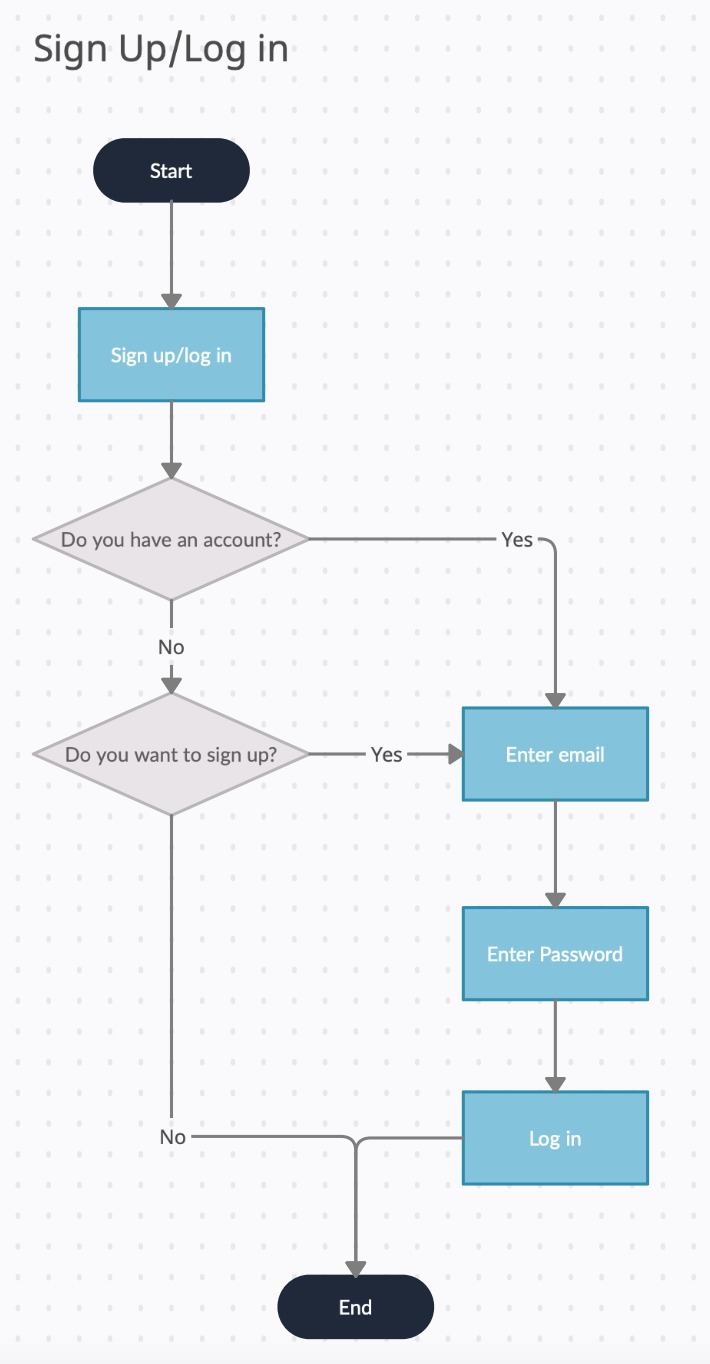 Sign Up/Log in
Start
Sign up/log in
Do you have an account?
Yes
No
Do you want to sign up?
Yes
Enter email
Enter Password
No
Log in
End